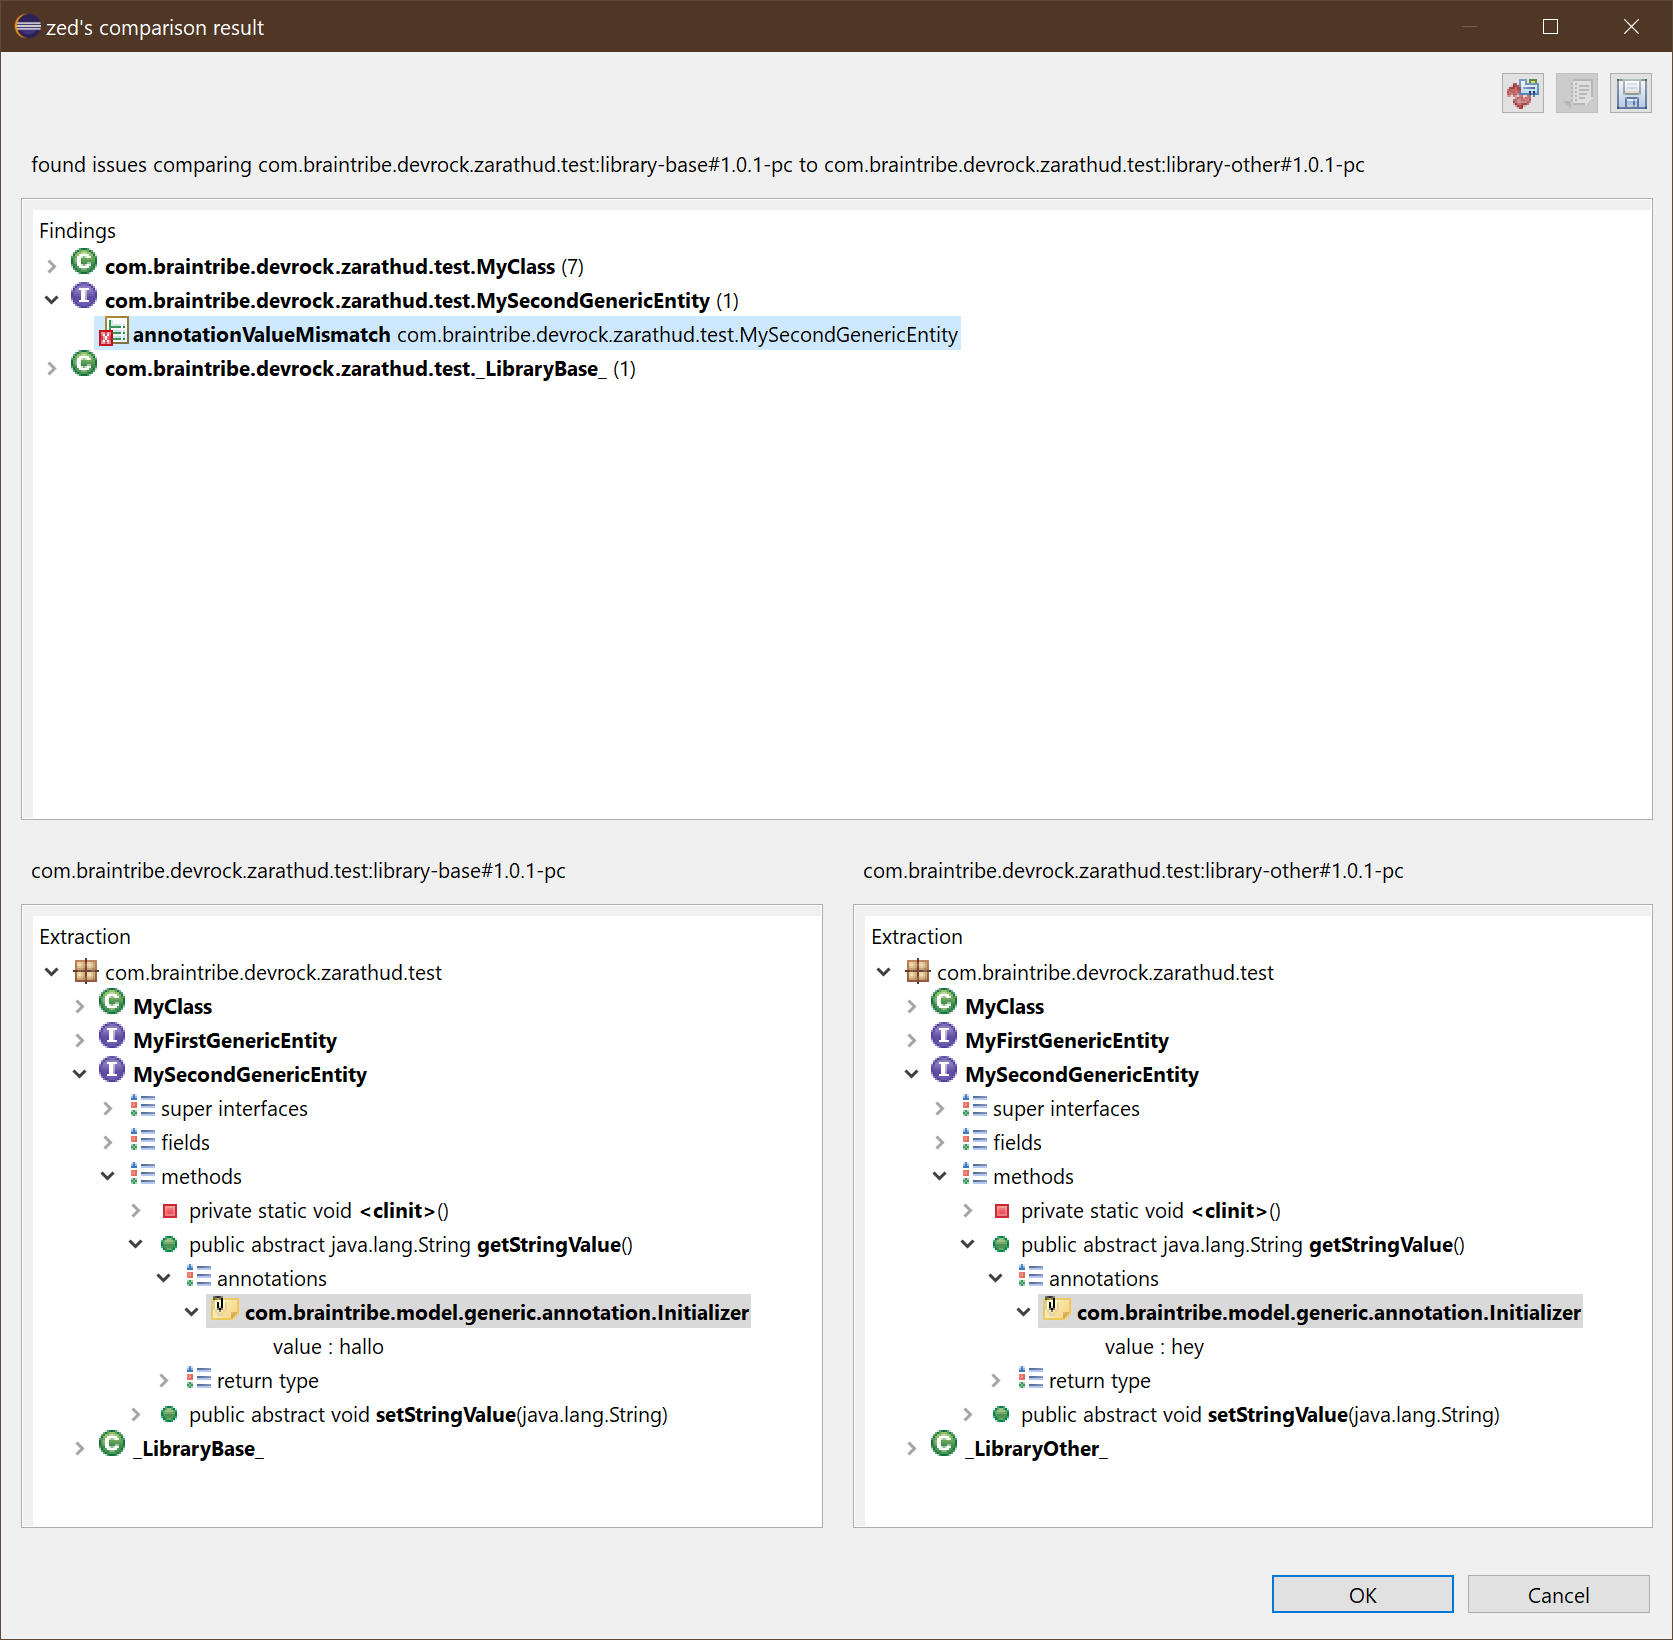 zed's comparison result
found issues comparing com.braintribe.devrock.zarathud.test:library-base#1.0.1-pc to com.braintribe.devrock.zarathud.test:library-other#1.0.1-pc
Findings
com.braintribe.devrock.zarathud.test.MyClass (7)
com.braintribe.devrock.zarathud.test.MySecondGenericEntity (1)
annotationValueMismatch com.braintribe.devrock.zarathud.test.MySecondGenericEntity
com.braintribe.devrock.zarathud.test._LibraryBase_ (1)
com.braintribe.devrock.zarathud.test:library-base#1.0.1-pc
Extraction
com.braintribe.devrock.zarathud.test
MyClass
MyFirstGenericEntity
MySecondGenericEntity
super interfaces
fields
methods
private static void <clinit>()
public abstract java.lang.String getStringValue()
annotations
com.braintribe.model.generic.annotation.Initializer
value : hallo
return type
public abstract void setStringValue(java.lang.String)
_LibraryBase_
com.braintribe.devrock.zarathud.test:library-other#1.0.1-pc
Extraction
com.braintribe.devrock.zarathud.test
MyClass
MyFirstGenericEntity
MySecondGenericEntity
super interfaces
fields
methods
private static void <clinit>()
public abstract java.lang.String getStringValue()
annotations
com.braintribe.model.generic.annotation.Initializer
value : hey
return type
public abstract void setStringValue(java.lang.String)
_LibraryOther_
OK
Cancel